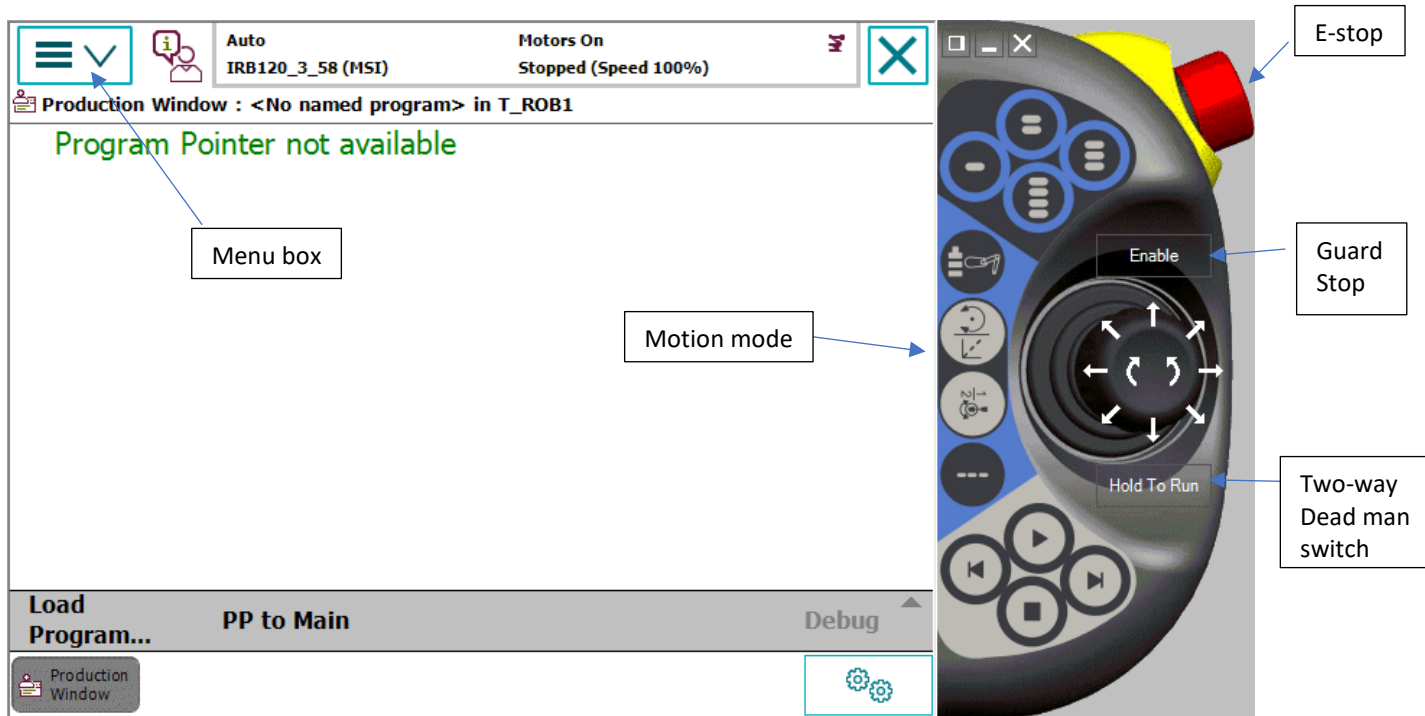 Auto
IRB120_3_58 (MSI)
Motors On
Stopped (Speed 100%)
Production Window : <No named program> in T_ROB1
Program Pointer not available
Menu box
Motion mode
Load
Program...
PP to Main
Debug
Production
Window
E-stop
Enable
Guard
Stop
1
2
Hold To Run
Two-way
Dead man
switch